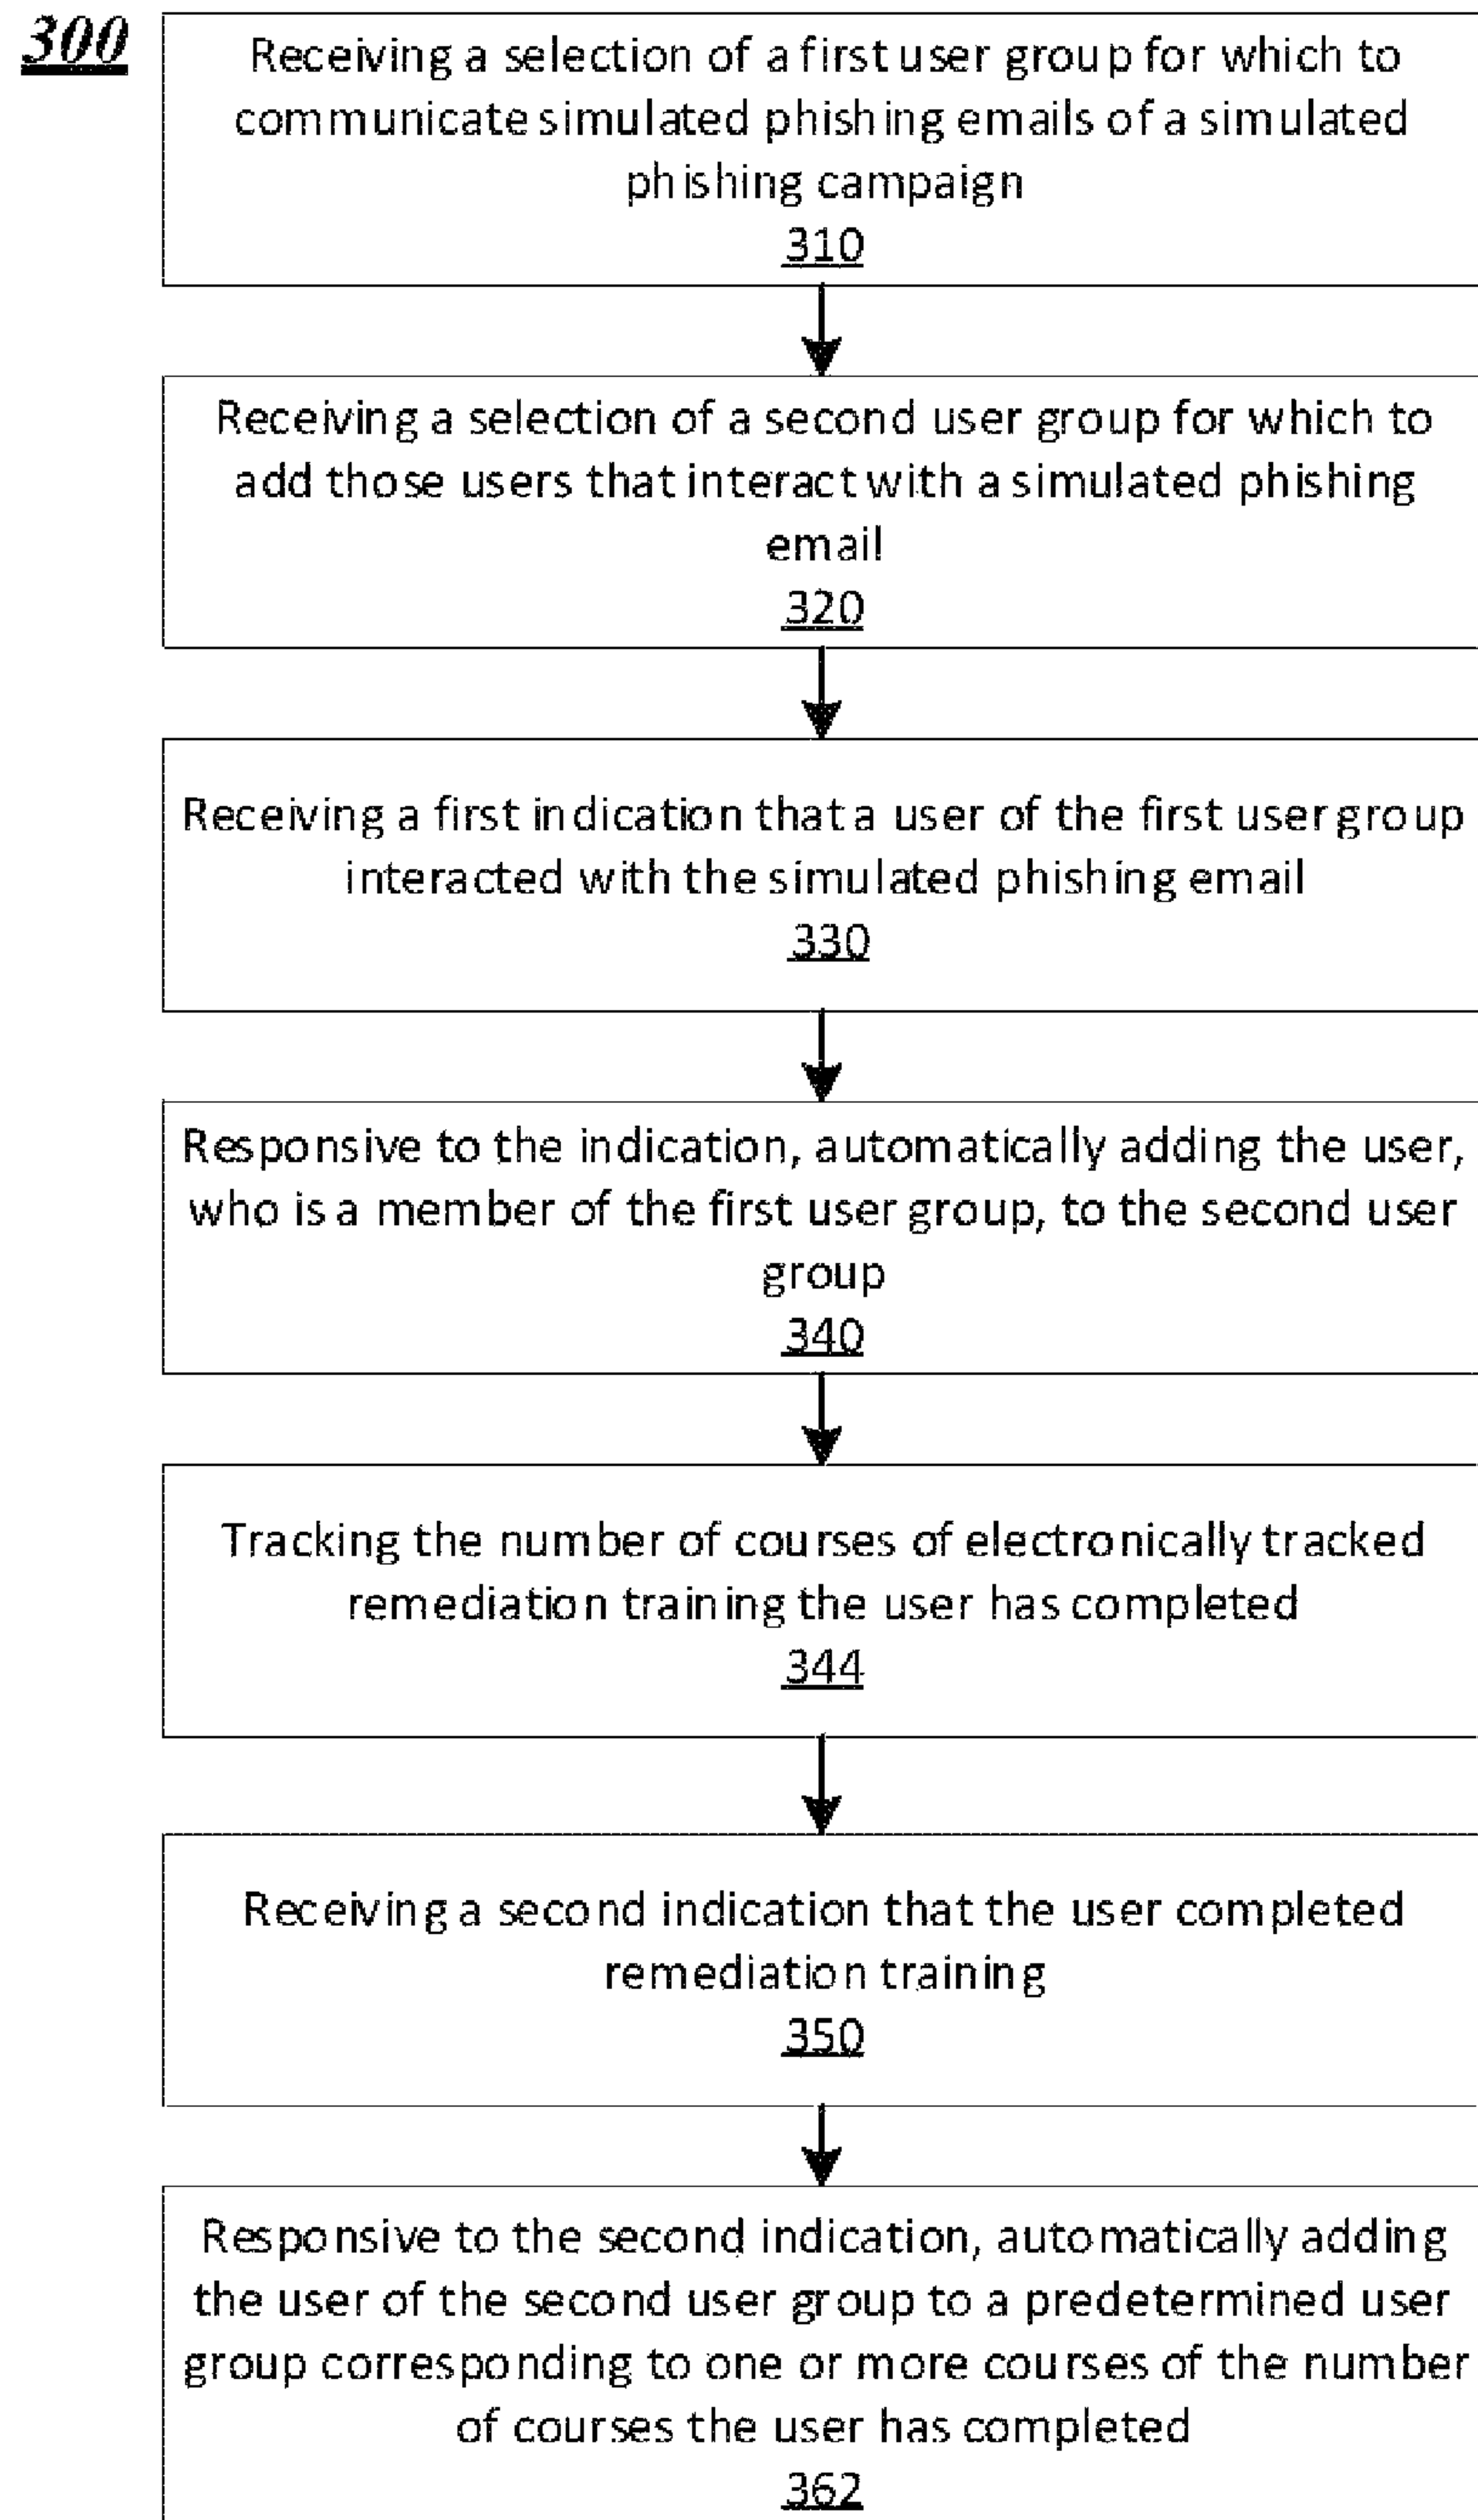 300
Receiving a selection of a first user group for which to
communicate simulated phishing emails of a simulated
phishing campaign
310
Receiving a selection of a second user group for which to
add those users that interact with a simulated phishing
email
320
Receiving a first indication that a user of the first user group
interacted with the simulated phishing email
330
Responsive to the indication, automatically adding the user,
who is a member of the first user group, to the second user
group
340
Tracking the number of courses of electronically tracked
remediation training the user has completed
344
Receiving a second indication that the user completed
remediation training
350
Responsive to the second indication, automatically adding
the user of the second user group to a predetermined user
group corresponding to one or more courses of the number
of courses the user has completed
362